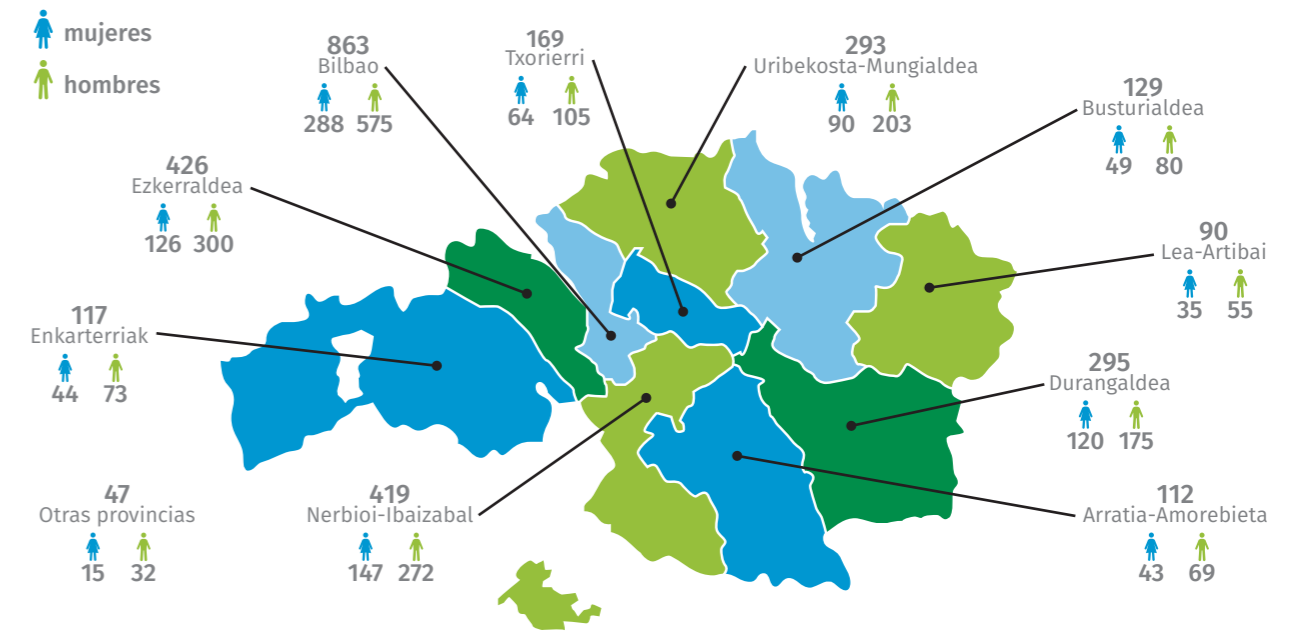 mujeres
hombres
863
Bilbao
288 575
169
Txorierri
64 105
293
Uribekosta-Mungialdea
90 203
129
Busturialdea
49 80
426
Ezkerraldea
126 300
90
Lea-Artibai
35 55
117
Enkarterriak
44 73
295
Durangaldea
120 175
47
Otras provincias
15 32
419
Nerbioi-Ibaizabal
147 272
112
Arratia-Amorebieta
43 69